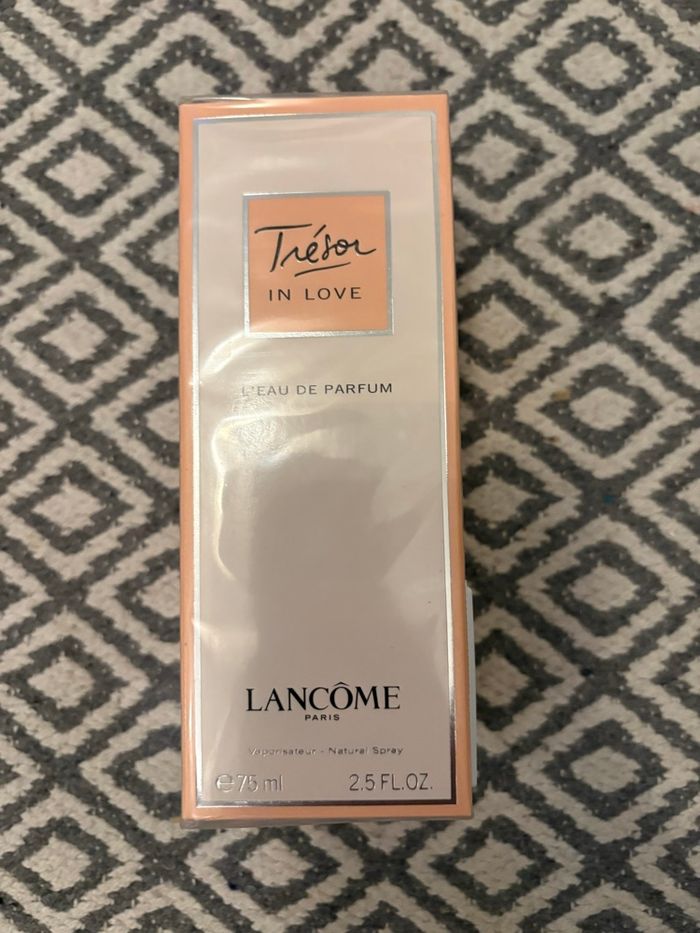 Trésor
IN LOVE
L'EAU DE PARFUM
LANCÔME
PARIS
Vaporisateur - Natural Spray
℮75 ml 2.5 FL.OZ.